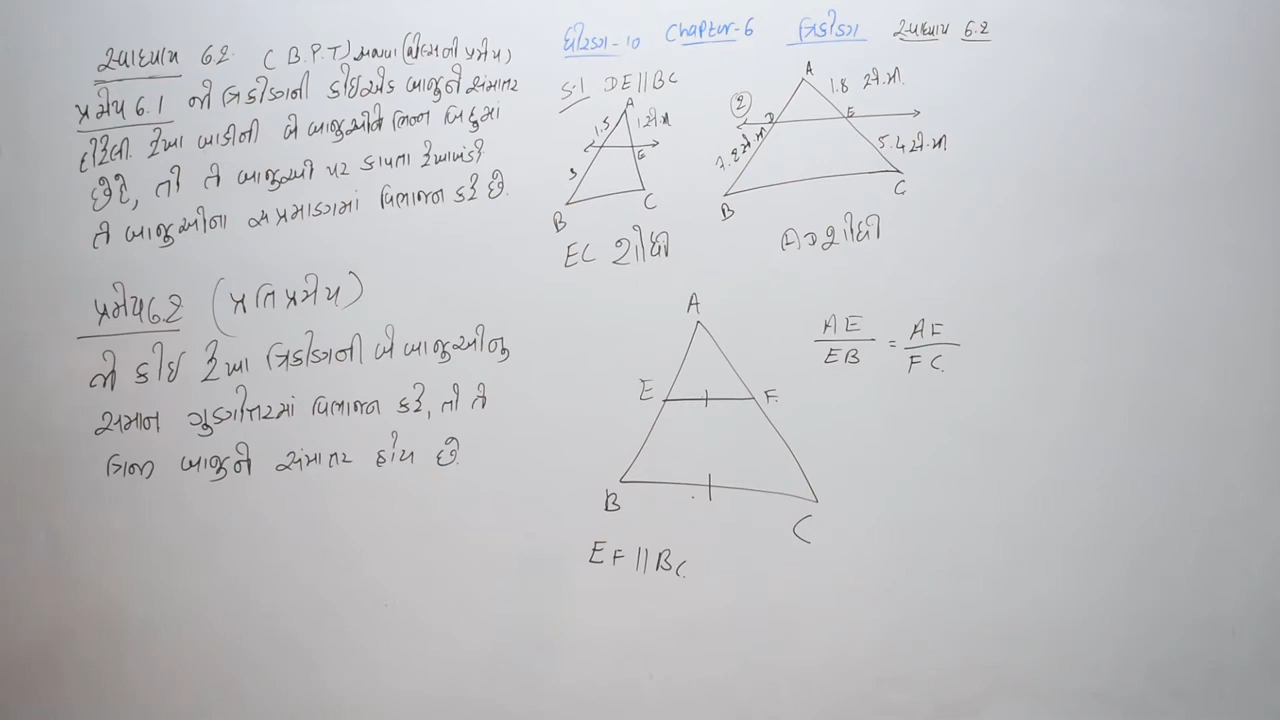 ધોરણ-10 Chapter-6 ત્રિકોણ સ્વાધ્યાય 6.2
સ્વાધ્યાય 6.2 ( B.P.T) અથવા (થેલ્સની પ્રમેય)
પ્રમેય 6.1 જો ત્રિકોણની કોઈએક બાજુને સમાંતર
દોરેલી રેખા બાકીની બે બાજુઓને ભિન્ન બિંદુમાં
છેદે, તો તે બાજુઓ પર કાપતા રેખાખંડો
તે બાજુઓના સપ્રમાણમાં વિભાજન કરે છે.
પ્રમેય 6.2 (પ્રતિપ્રમેય)
જો કોઇ રેખા ત્રિકોણની બે બાજુઓનુ
સમાન ગુણોત્તરમાં વિભાજન કરે, તો તે
ત્રિજી બાજુને સંમાતર હોય છે.
S.1 DE || BC
A
1.5
1 સે.મી
E
3
B
C
EC શોધો
2
A
1.8 સે.મી.
D
E
7.2 સે.મી
5.4 સે.મી
B
C
AD શોધો
A
E
F.
B
C
EF || BC.
AE/EB = AF/FC.